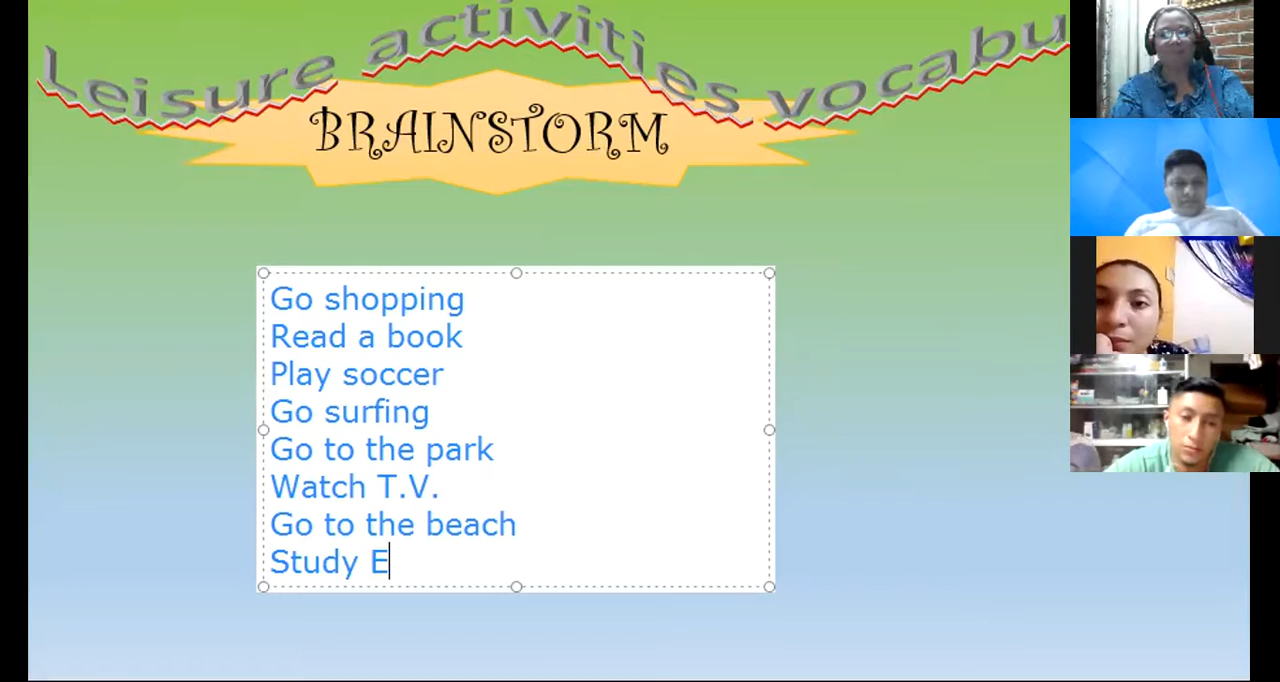 Leisure activities vocabu
BRAINSTORM
Go shopping
Read a book
Play soccer
Go surfing
Go to the park
Watch T.V.
Go to the beach
Study E